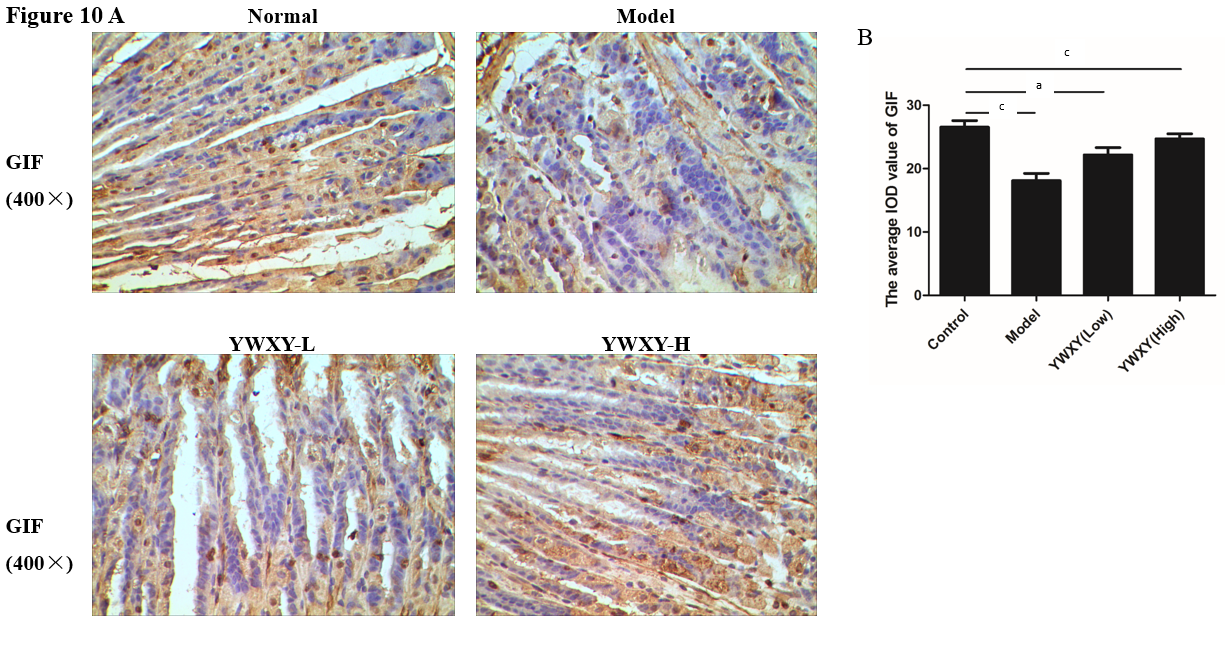 Figure 10 A
Normal
Model
GIF
(400×)
YWXY-L
YWXY-H
GIF
(400×)
B
c
a
c
The average IOD value of GIF
30
20
10
0
Control
Model
YWXY(Low)
YWXY(High)